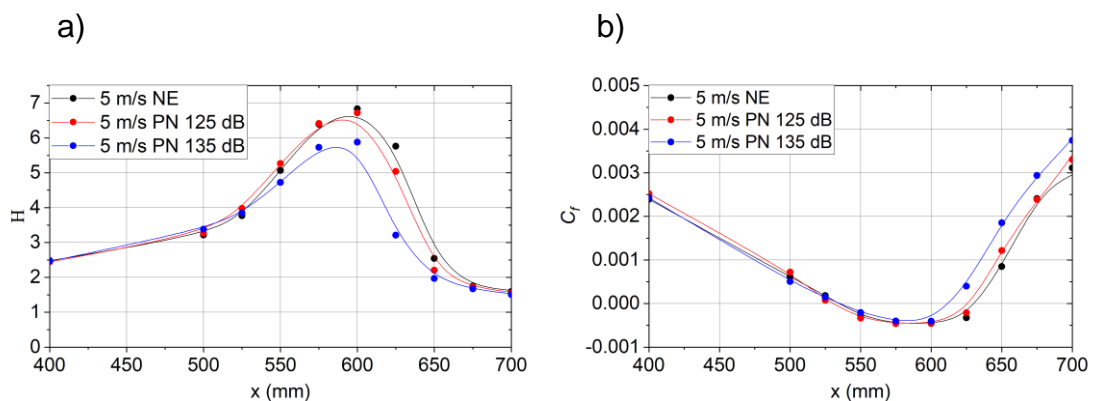 a)
5 m/s NE
5 m/s PN 125 dB
5 m/s PN 135 dB
7
6
5
4
3
2
1
0
H
400 450 500 550 600 650 700
x (mm)
b)
5 m/s NE
5 m/s PN 125 dB
5 m/s PN 135 dB
0.005
0.004
0.003
0.002
0.001
0.000
-0.001
Cf
400 450 500 550 600 650 700
x (mm)